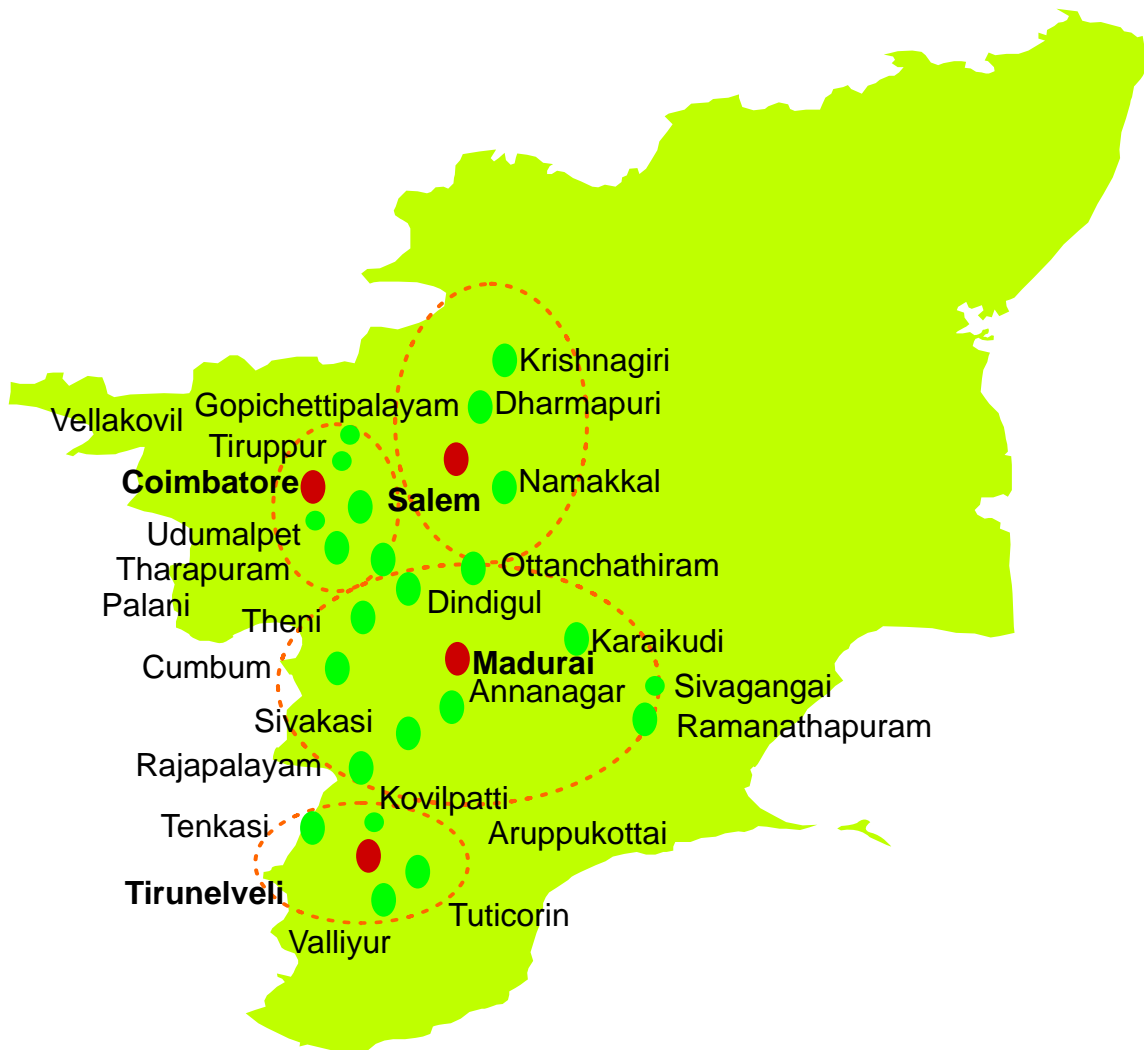 Krishnagiri
Gopichettipalayam
Dharmapuri
Vellakovil
Tiruppur
Coimbatore
Salem
Namakkal
Udumalpet
Tharapuram
Ottanchathiram
Palani
Dindigul
Theni
Karaikudi
Cumbum
Madurai
Annanagar
Sivagangai
Sivakasi
Ramanathapuram
Rajapalayam
Kovilpatti
Tenkasi
Aruppukottai
Tirunelveli
Tuticorin
Valliyur